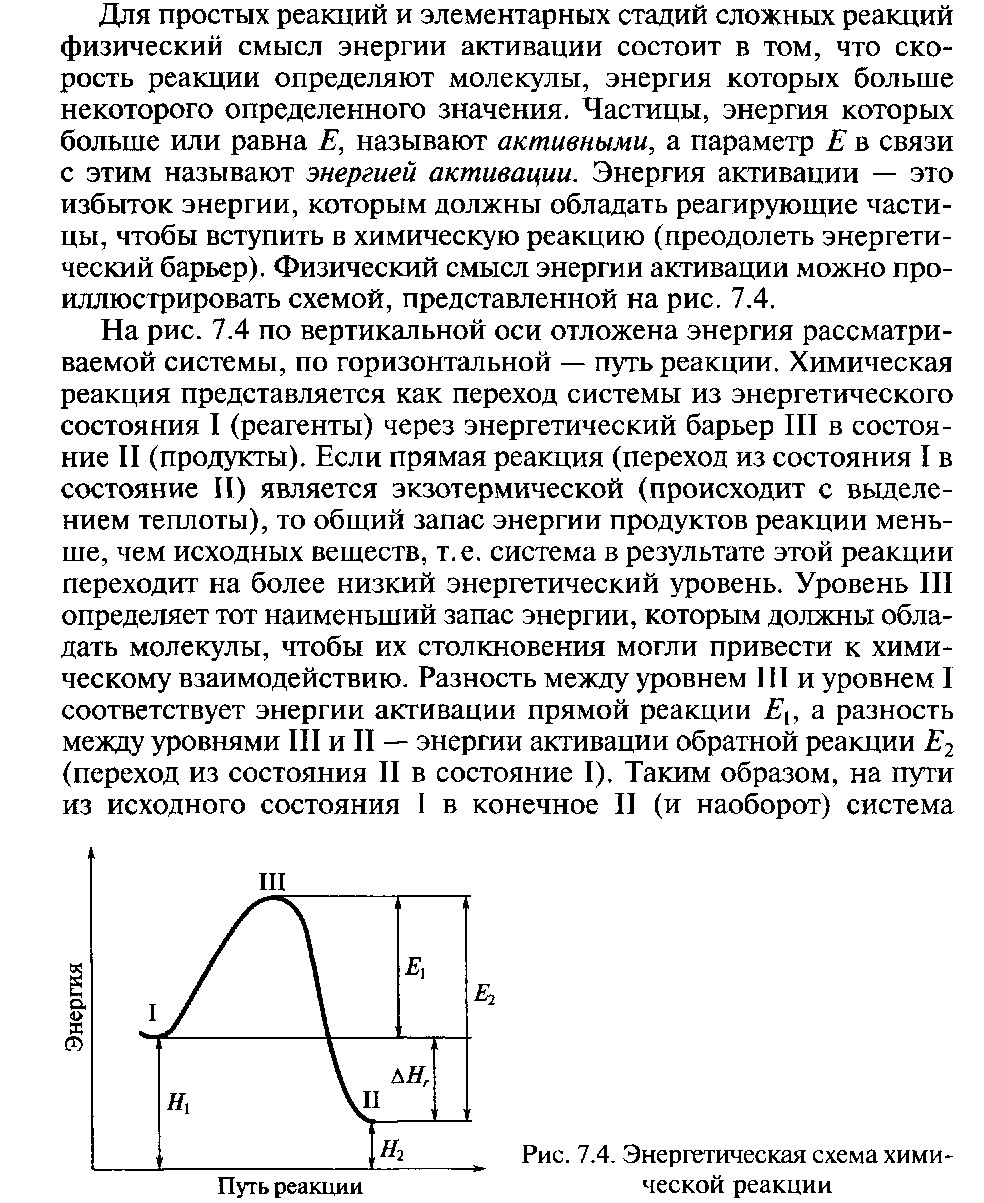 Для простых реакций и элементарных стадий сложных реакций
физический смысл энергии активации состоит в том, что ско-
рость реакции определяют молекулы, энергия которых больше
некоторого определенного значения. Частицы, энергия которых
больше или равна E, называют активными, а параметр E в связи
с этим называют энергией активации. Энергия активации — это
избыток энергии, которым должны обладать реагирующие части-
цы, чтобы вступить в химическую реакцию (преодолеть энергети-
ческий барьер). Физический смысл энергии активации можно про-
иллюстрировать схемой, представленной на рис. 7.4.
На рис. 7.4 по вертикальной оси отложена энергия рассматри-
ваемой системы, по горизонтальной — путь реакции. Химическая
реакция представляется как переход системы из энергетического
состояния I (реагенты) через энергетический барьер III в состоя-
ние II (продукты). Если прямая реакция (переход из состояния I в
состояние II) является экзотермической (происходит с выделе-
нием теплоты), то общий запас энергии продуктов реакции мень-
ше, чем исходных веществ, т. е. система в результате этой реакции
переходит на более низкий энергетический уровень. Уровень III
определяет тот наименьший запас энергии, которым должны обла-
дать молекулы, чтобы их столкновения могли привести к хими-
ческому взаимодействию. Разность между уровнем III и уровнем I
соответствует энергии активации прямой реакции E₁, а разность
между уровнями III и II — энергии активации обратной реакции E₂
(переход из состояния II в состояние I). Таким образом, на пути
из исходного состояния I в конечное II (и наоборот) система
III
E₁
E₂
Энергия
I
ΔHᵣ
H₁
II
H₂
Путь реакции
Рис. 7.4. Энергетическая схема хими-
ческой реакции